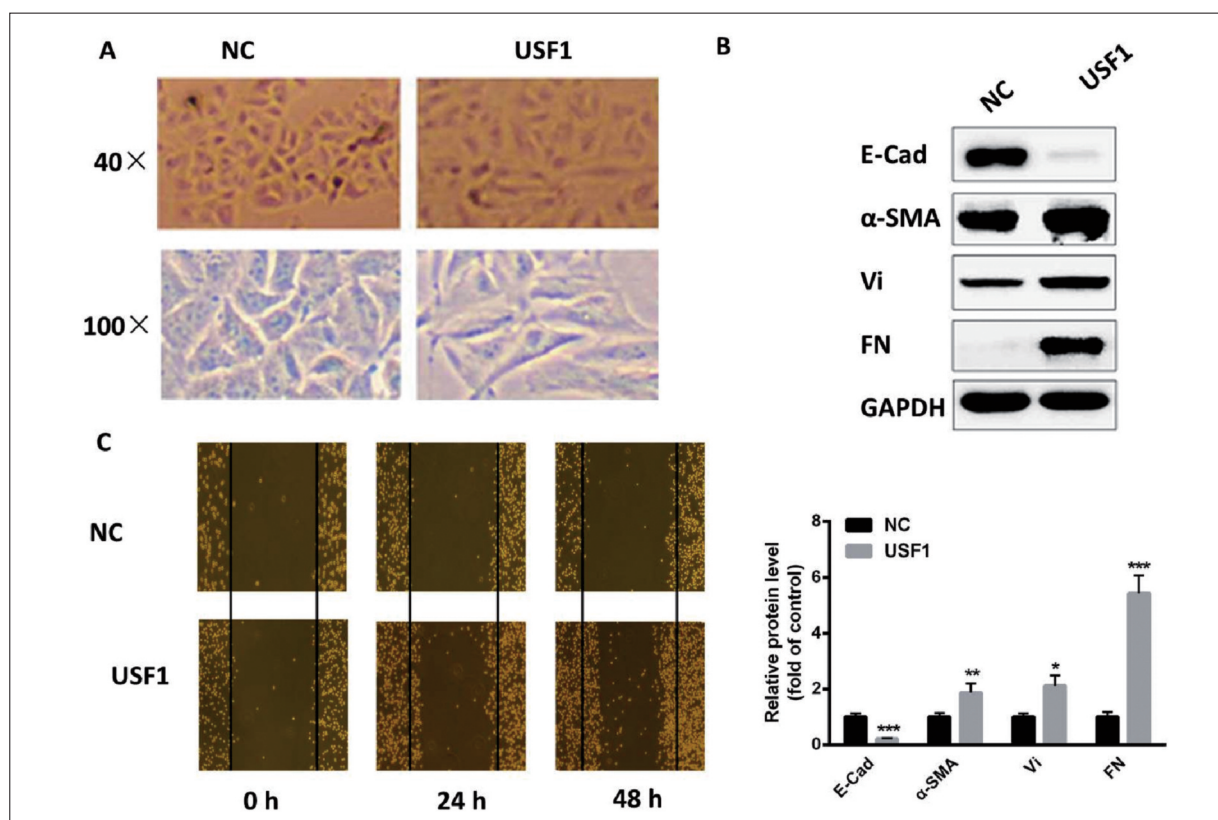 A
NC
USF1
40×
100×
B
NC
USF1
E-Cad
α-SMA
Vi
FN
GAPDH
C
NC
USF1
0 h
24 h
48 h
Relative protein level
(fold of control)
8
6
4
2
0
NC
USF1
***
**
*
***
E-Cad
α-SMA
Vi
FN